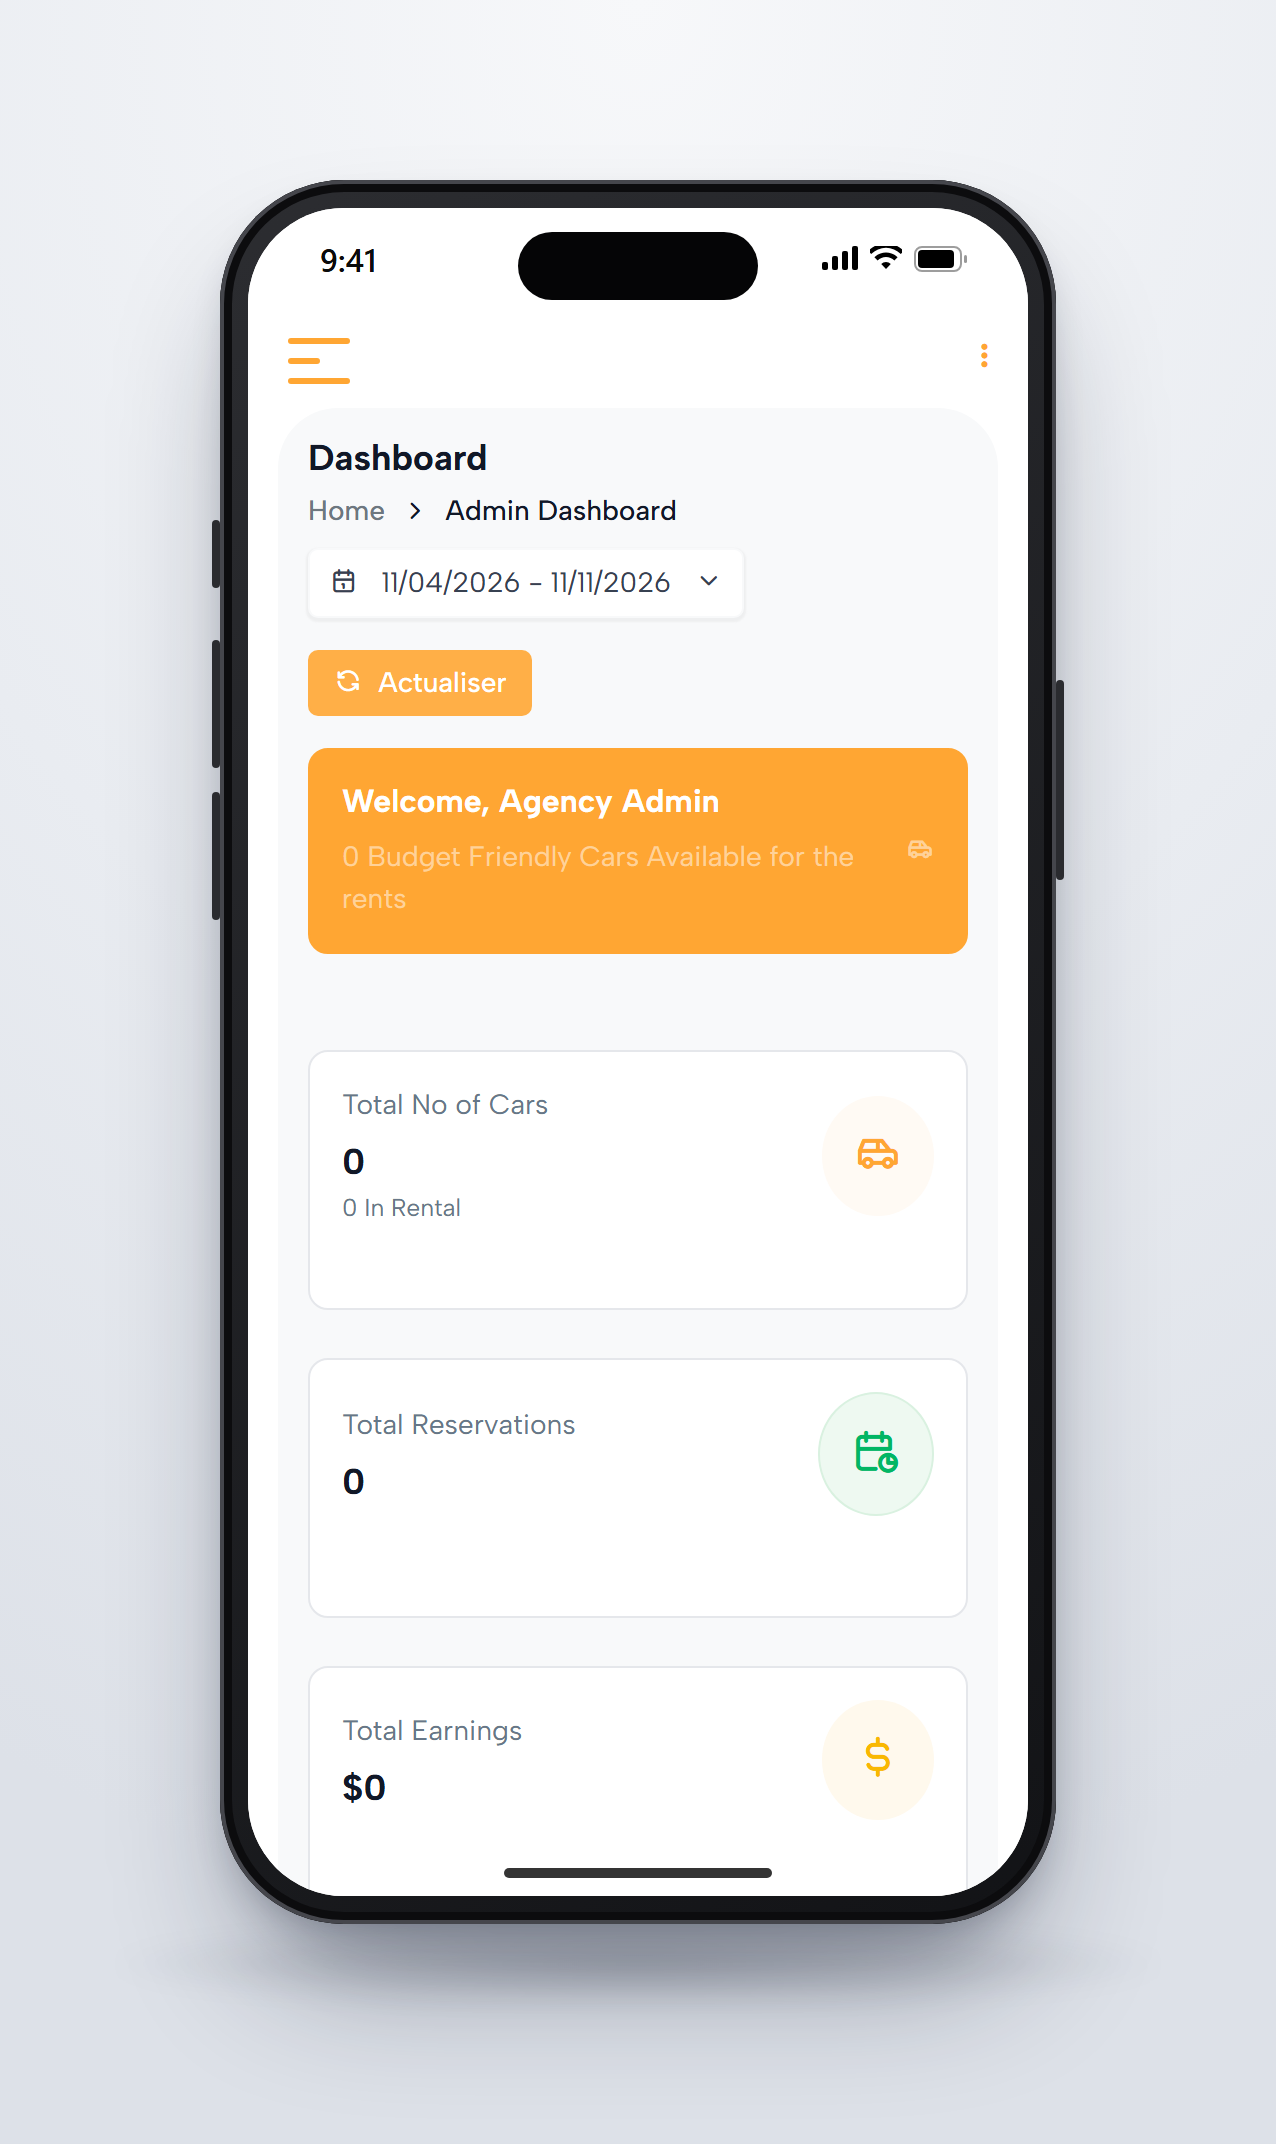 9:41
Dashboard
Home > Admin Dashboard
11/04/2026 - 11/11/2026
Actualiser
Welcome, Agency Admin
0 Budget Friendly Cars Available for the
rents
Total No of Cars
0
0 In Rental
Total Reservations
0
Total Earnings
$0
$